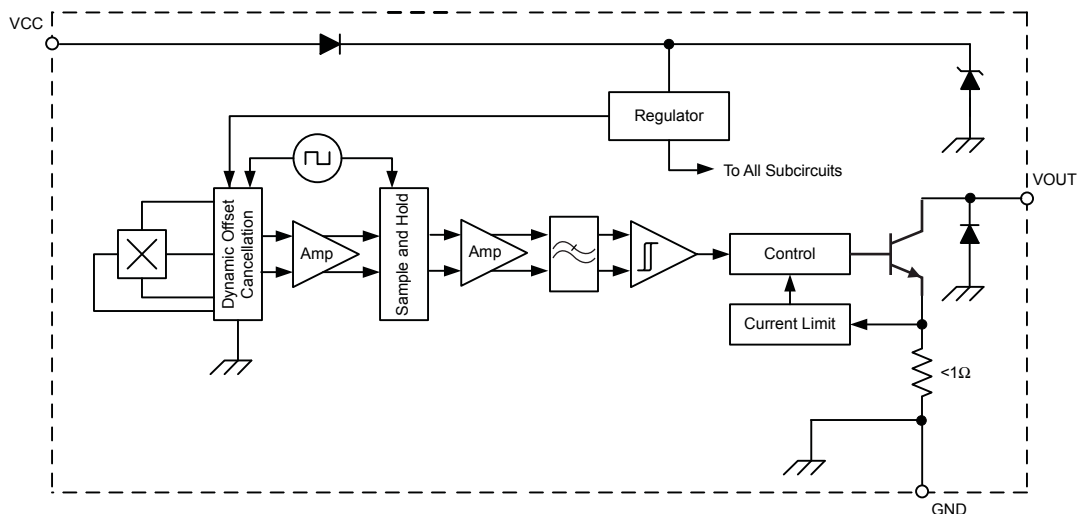 VCC
Regulator
To All Subcircuits
VOUT
Dynamic Offset
Cancellation
Amp
Sample and Hold
Amp
Control
Current Limit
<1Ω
GND